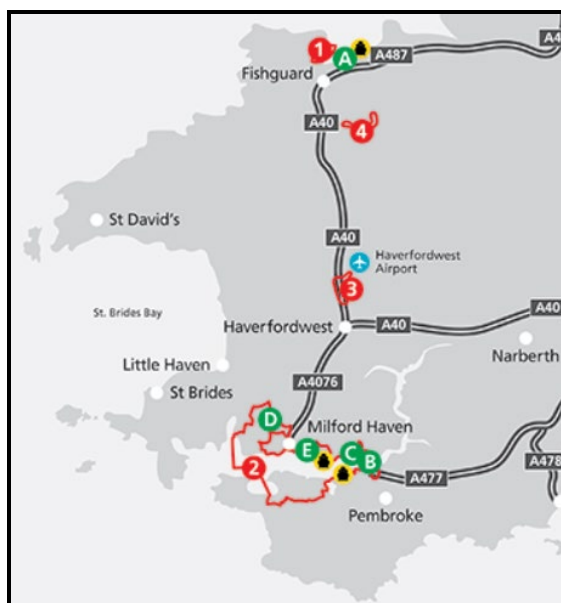 A4
1
A
A487
Fishguard
A40
4
St David's
A40
Haverfordwest
Airport
3
St. Brides Bay
Haverfordwest
A40
A40
Narberth
Little Haven
A4076
St Brides
D
Milford Haven
E
C
B
2
A477
A478
Pembroke